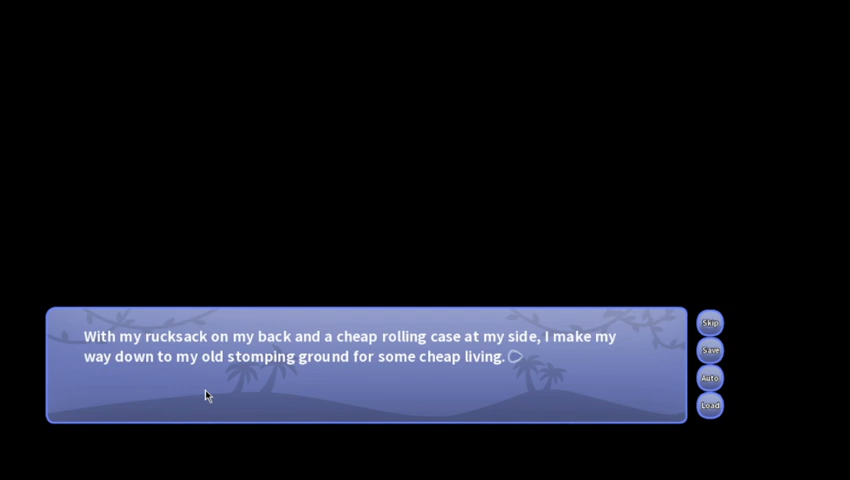 With my rucksack on my back and a cheap rolling case at my side, I make my
way down to my old stomping ground for some cheap living.
Skip
Save
Auto
Load